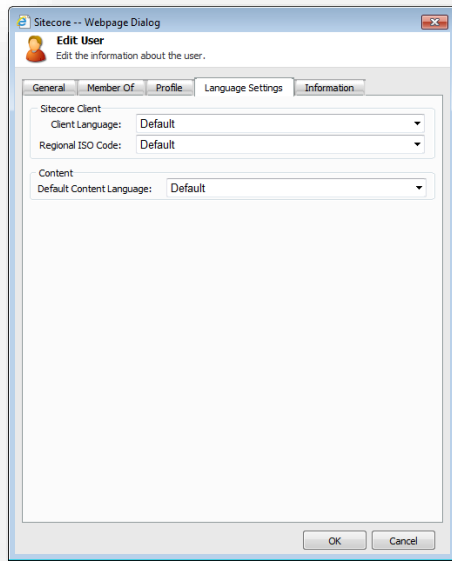 Sitecore -- Webpage Dialog
Edit User
Edit the information about the user.
General Member Of Profile Language Settings Information
Sitecore Client
Client Language: Default
Regional ISO Code: Default
Content
Default Content Language: Default
OK Cancel